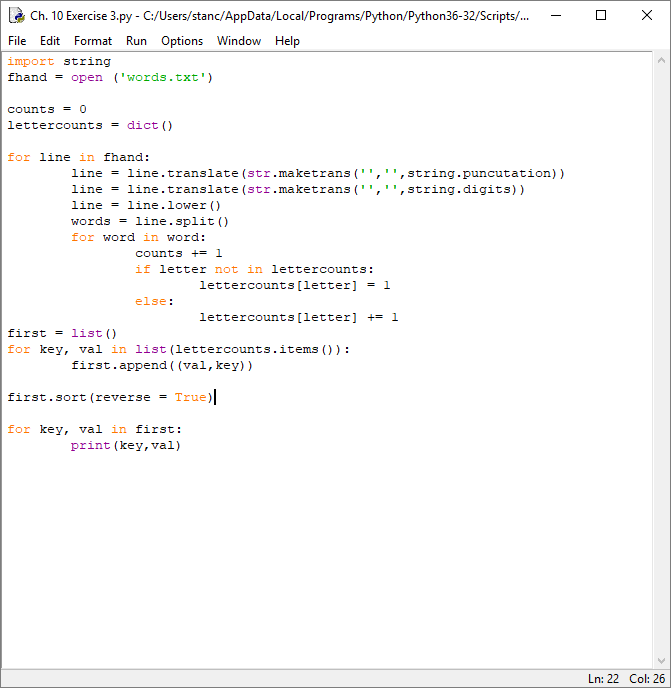 Ch. 10 Exercise 3.py - C:/Users/stanc/AppData/Local/Programs/Python/Python36-32/Scripts/...
File Edit Format Run Options Window Help
import string
fhand = open ('words.txt')
counts = 0
lettercounts = dict()
for line in fhand:
        line = line.translate(str.maketrans('','',string.puncutation))
        line = line.translate(str.maketrans('','',string.digits))
        line = line.lower()
        words = line.split()
        for word in word:
                counts += 1
                if letter not in lettercounts:
                        lettercounts[letter] = 1
                else:
                        lettercounts[letter] += 1
first = list()
for key, val in list(lettercounts.items()):
        first.append((val,key))
first.sort(reverse = True)
for key, val in first:
        print(key,val)
Ln: 22 Col: 26